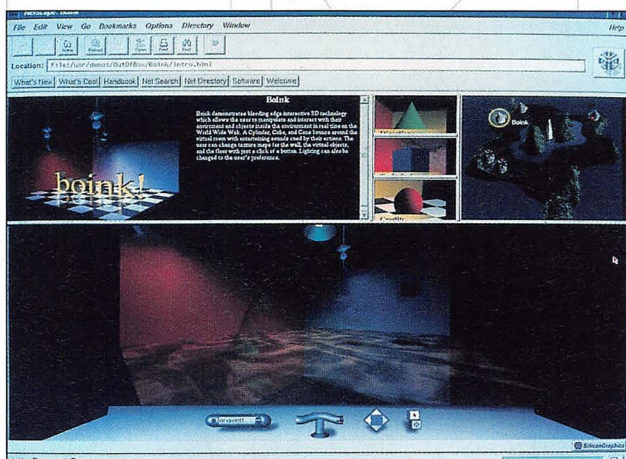 Netscape: Boink
File Edit View Go Bookmarks Options Directory Window Help
Location: file:/usr/demos/OutOfBox/Boink/intro.html
What's New! What's Cool! Handbook Net Search Net Directory Software Welcome
Boink
Boink demonstrates bleeding edge interactive 3D technology
which allows the user to manipulate and interact with their
environment and objects inside the environment in real time on the
World Wide Web. A Cylinder, Cube, and Cone bounce around the
virtual room with entertaining sounds cued by their actions. The
user can change texture maps for the wall, the virtual objects,
and the floor with just a click of a button. Lighting can also be
changed to the user's preference.
boink!
Credits
Boink
SiliconGraphics